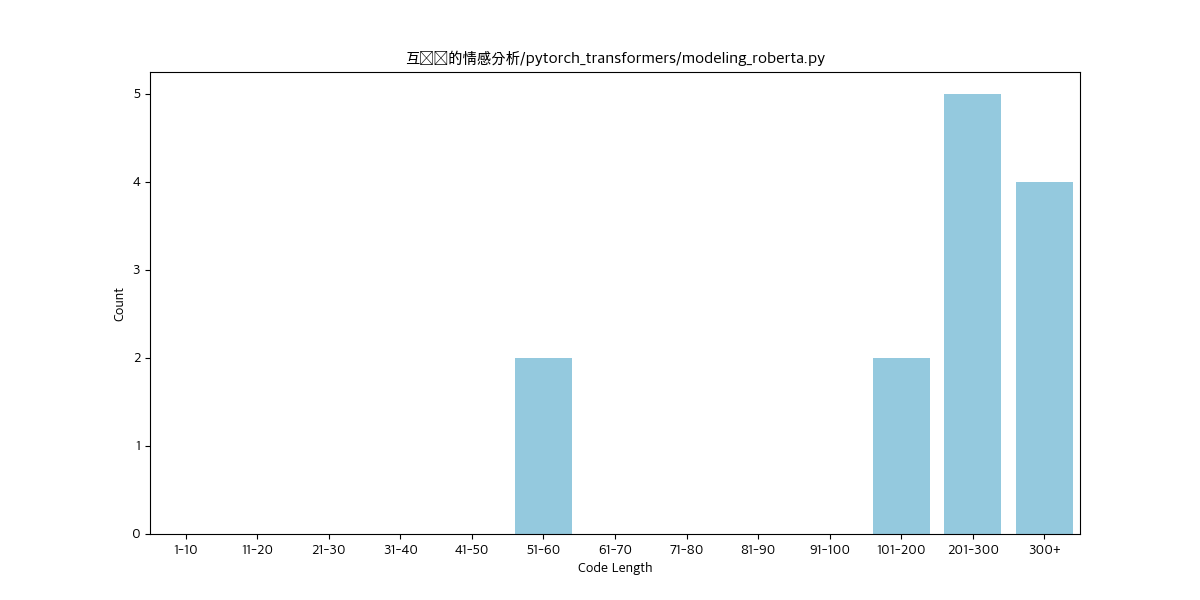 互的情感分析/pytorch_transformers/modeling_roberta.py
5
4
3
2
1
0
Count
1-10 11-20 21-30 31-40 41-50 51-60 61-70 71-80 81-90 91-100 101-200 201-300 300+
Code Length